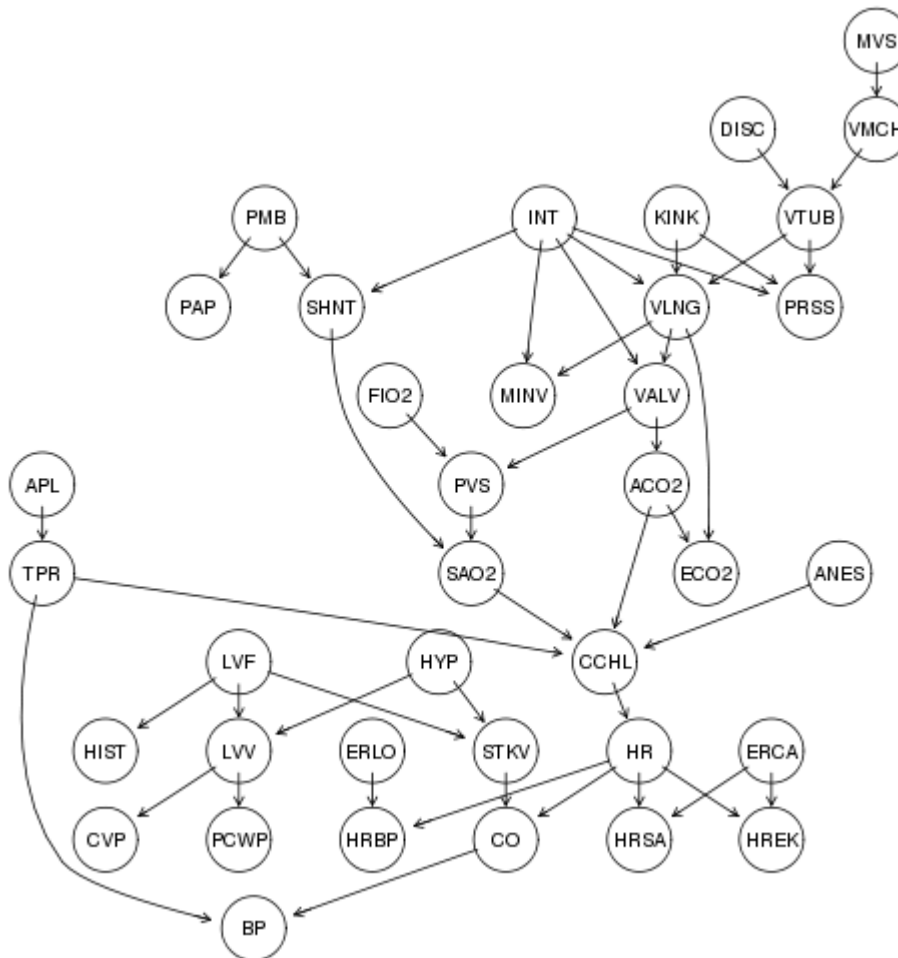 MVS
DISC
VMCH
PMB
INT
KINK
VTUB
PAP
SHNT
VLNG
PRSS
FIO2
MINV
VALV
APL
PVS
ACO2
TPR
SAO2
ECO2
ANES
LVF
HYP
CCHL
HIST
LVV
ERLO
STKV
HR
ERCA
CVP
PCWP
HRBP
CO
HRSA
HREK
BP